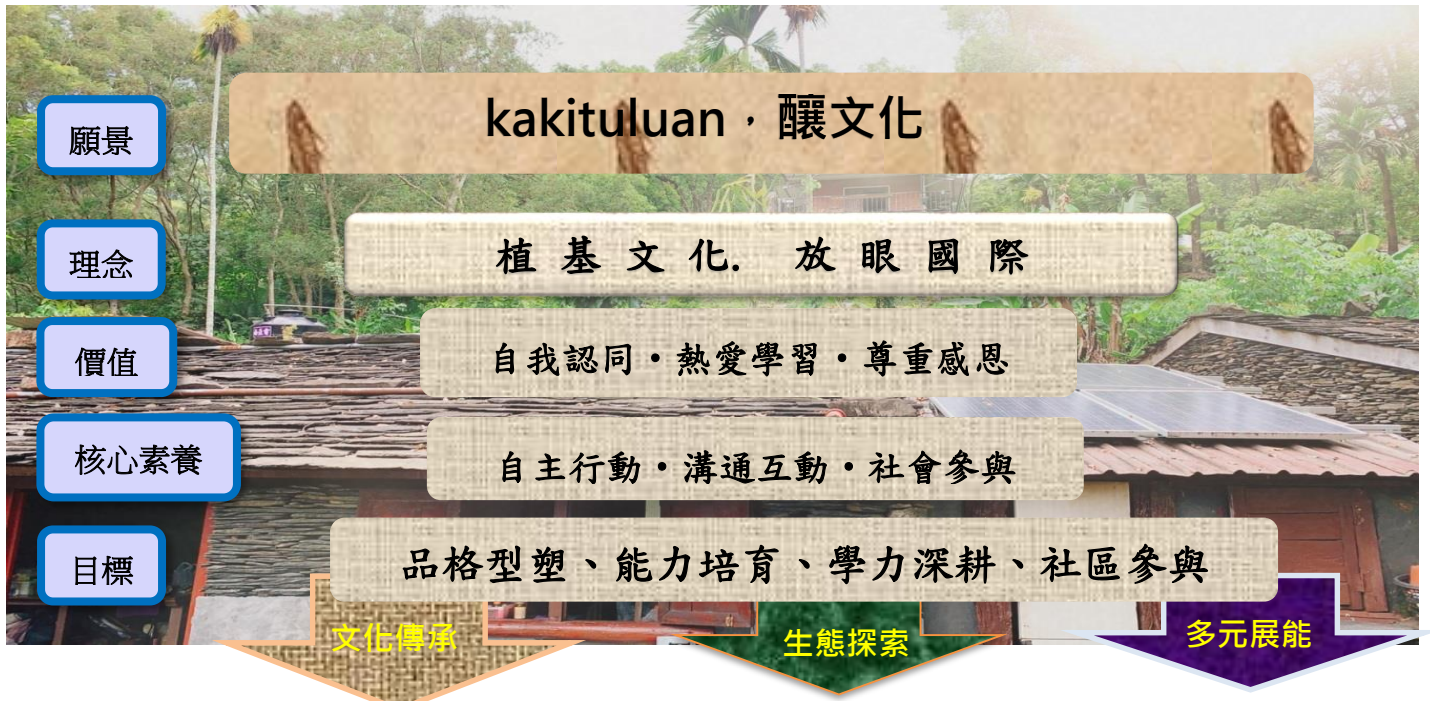 願景
kakituluan，釀文化
理念
植基文化. 放眼國際
價值
自我認同・熱愛學習・尊重感恩
核心素養
自主行動・溝通互動・社會參與
目標
品格型塑、能力培育、學力深耕、社區參與
文化傳承
生態探索
多元展能